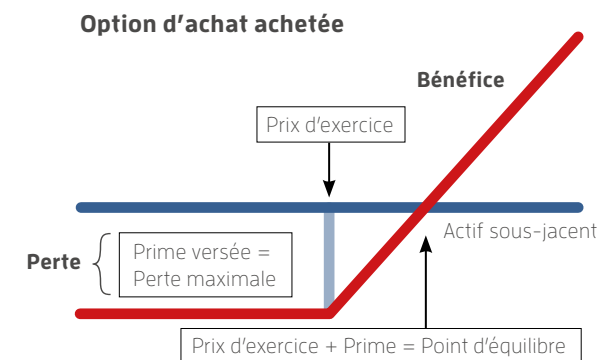 Option d'achat achetée
Bénéfice
Prix d'exercice
Actif sous-jacent
Perte
Prime versée =
Perte maximale
Prix d'exercice + Prime = Point d'équilibre